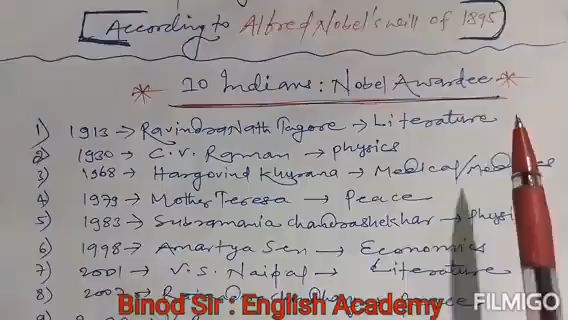 According to Alfred Nobel's will of 1895
10 Indians: Nobel Awardee
1) 1913 → Ravindra Nath Tagore → Literature
2) 1930 → C.V. Raman → physics
3) 1968 → Hargovind Khurana → Medical/
4) 1979 → Mother Teresa → Peace
5) 1983 → Subramania chandrashekhar →
6) 1998 → Amartya Sen → Economics
7) 2001 → V.S. Naipal → Literature
8)
Binod Sir : English Academy
FILMIGO